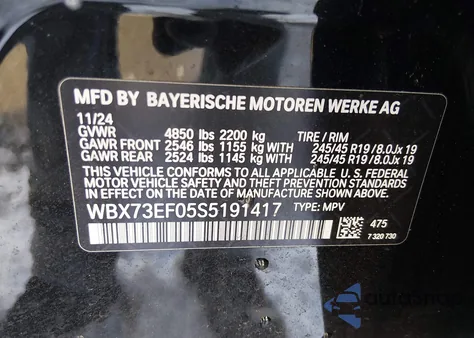 MFD BY BAYERISCHE MOTOREN WERKE AG
11/24
GVWR 4850 lbs 2200 kg TIRE / RIM
GAWR FRONT 2546 lbs 1155 kg WITH 245/45 R19 /8.0Jx 19
GAWR REAR 2524 lbs 1145 kg WITH 245/45 R19 /8.0Jx 19
THIS VEHICLE CONFORMS TO ALL APPLICABLE U. S. FEDERAL
MOTOR VEHICLE SAFETY, BUMPER, AND THEFT PREVENTION STANDARDS
IN EFFECT ON THE DATE OF MANUFACTURE SHOWN ABOVE.
WBX73EF05S5191417 TYPE: MPV
475
7 320 730